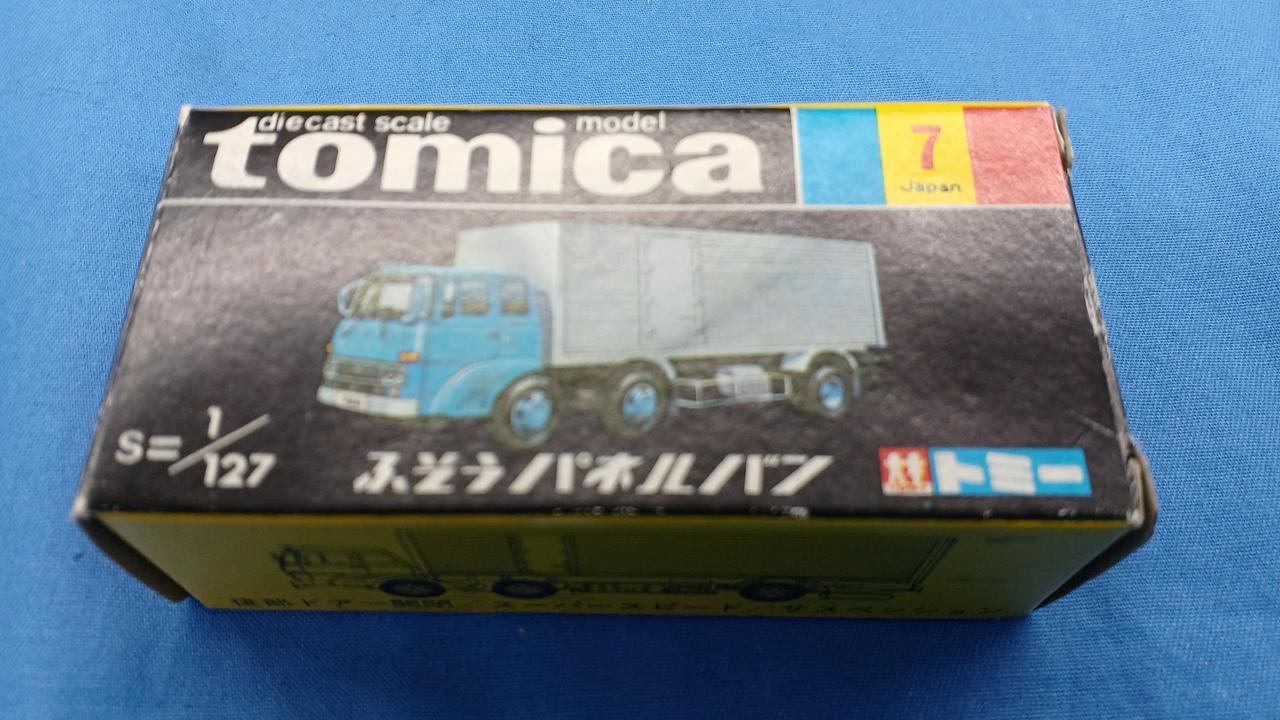 diecast scale model
tomica
7
Japan
S=1/127
ふそうパネルバン
トミー
後部ドアー開閉/スーパースピード/サスペンション